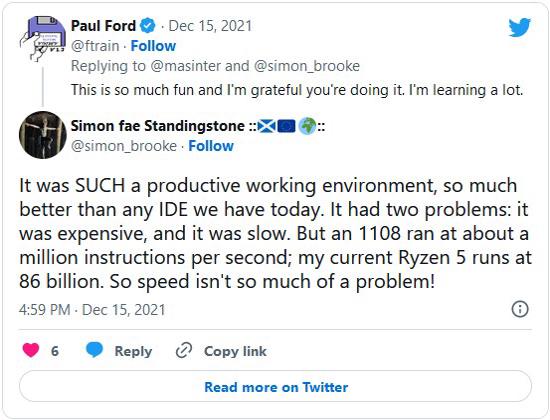 Paul Ford · Dec 15, 2021
@ftrain · Follow
Replying to @masinter and @simon_brooke
This is so much fun and I'm grateful you're doing it. I'm learning a lot.
Simon fae Standingstone ::🏴󠁧󠁢󠁳󠁣󠁴󠁿🇪🇺🌍::
@simon_brooke · Follow
It was SUCH a productive working environment, so much
better than any IDE we have today. It had two problems: it
was expensive, and it was slow. But an 1108 ran at about a
million instructions per second; my current Ryzen 5 runs at
86 billion. So speed isn't so much of a problem!
4:59 PM · Dec 15, 2021
6 Reply Copy link
Read more on Twitter